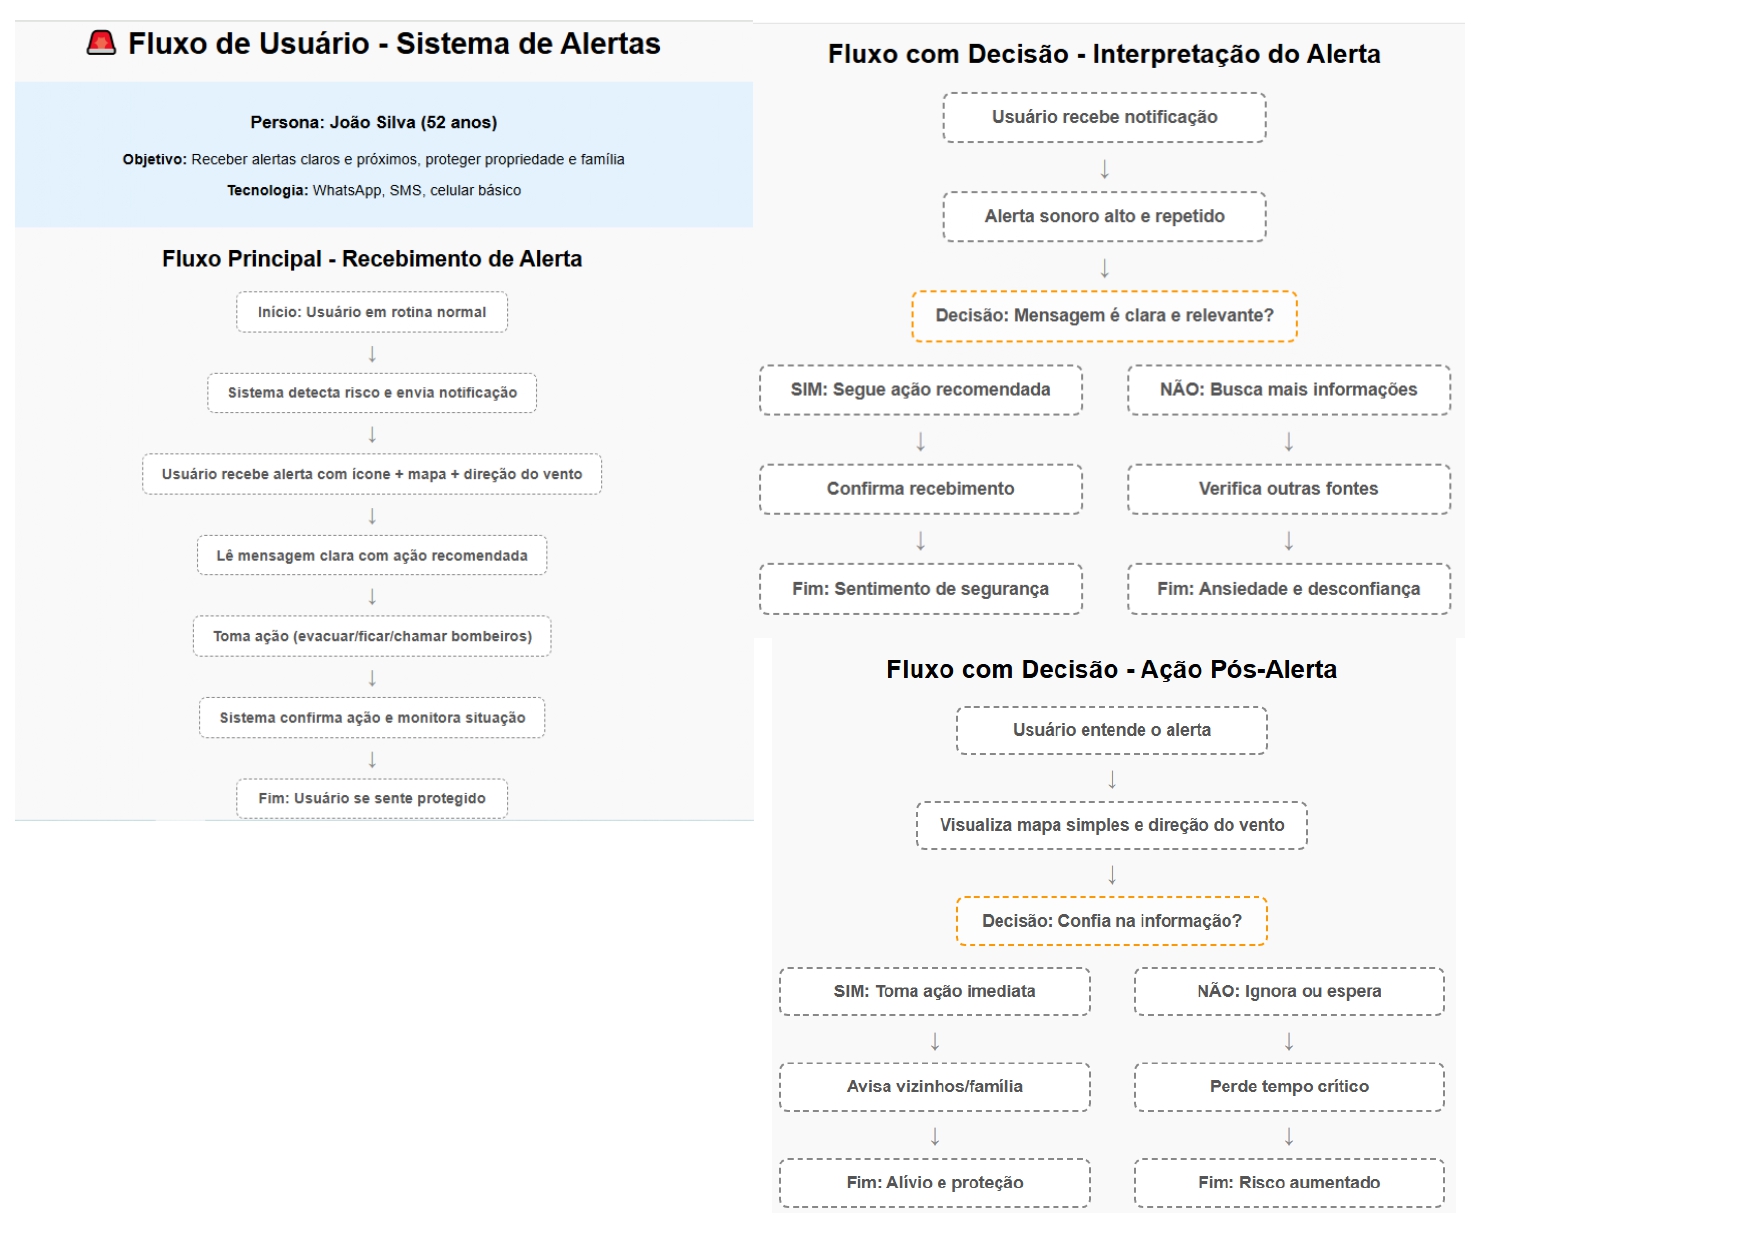 🚨 Fluxo de Usuário - Sistema de Alertas
Persona: João Silva (52 anos)
Objetivo: Receber alertas claros e próximos, proteger propriedade e família
Tecnologia: WhatsApp, SMS, celular básico
Fluxo Principal - Recebimento de Alerta
Início: Usuário em rotina normal
↓
Sistema detecta risco e envia notificação
↓
Usuário recebe alerta com ícone + mapa + direção do vento
↓
Lê mensagem clara com ação recomendada
↓
Toma ação (evacuar/ficar/chamar bombeiros)
↓
Sistema confirma ação e monitora situação
↓
Fim: Usuário se sente protegido
Fluxo com Decisão - Interpretação do Alerta
Usuário recebe notificação
↓
Alerta sonoro alto e repetido
↓
Decisão: Mensagem é clara e relevante?
SIM: Segue ação recomendada
↓
Confirma recebimento
↓
Fim: Sentimento de segurança
NÃO: Busca mais informações
↓
Verifica outras fontes
↓
Fim: Ansiedade e desconfiança
Fluxo com Decisão - Ação Pós-Alerta
Usuário entende o alerta
↓
Visualiza mapa simples e direção do vento
↓
Decisão: Confia na informação?
SIM: Toma ação imediata
↓
Avisa vizinhos/família
↓
Fim: Alívio e proteção
NÃO: Ignora ou espera
↓
Perde tempo crítico
↓
Fim: Risco aumentado